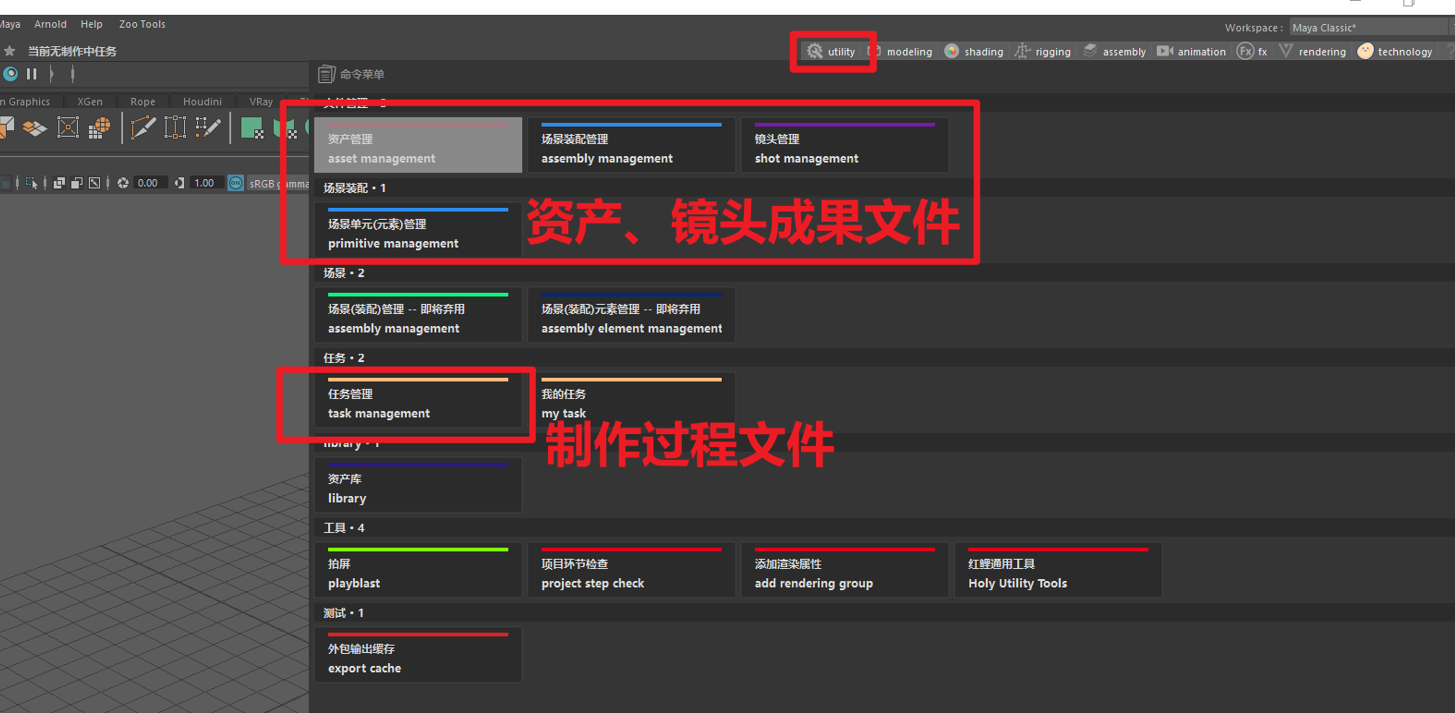 Maya Arnold Help Zoo Tools
Workspace : Maya Classic*
当前无制作中任务
utility modeling shading rigging assembly animation Fx fx rendering technology
命令菜单
n Graphics XGen Rope Houdini VRay
资产管理
asset management
场景装配管理
assembly management
镜头管理
shot management
0.00 1.00 sRGB gamma
场景装配 · 1
场景单元(元素)管理
primitive management
资产、镜头成果文件
场景 · 2
场景(装配)管理 -- 即将弃用
assembly management
场景(装配)元素管理 -- 即将弃用
assembly element management
任务 · 2
任务管理
task management
我的任务
my task
制作过程文件
library · 1
资产库
library
工具 · 4
拍屏
playblast
项目环节检查
project step check
添加渲染属性
add rendering group
红鲤通用工具
Holy Utility Tools
测试 · 1
外包输出缓存
export cache